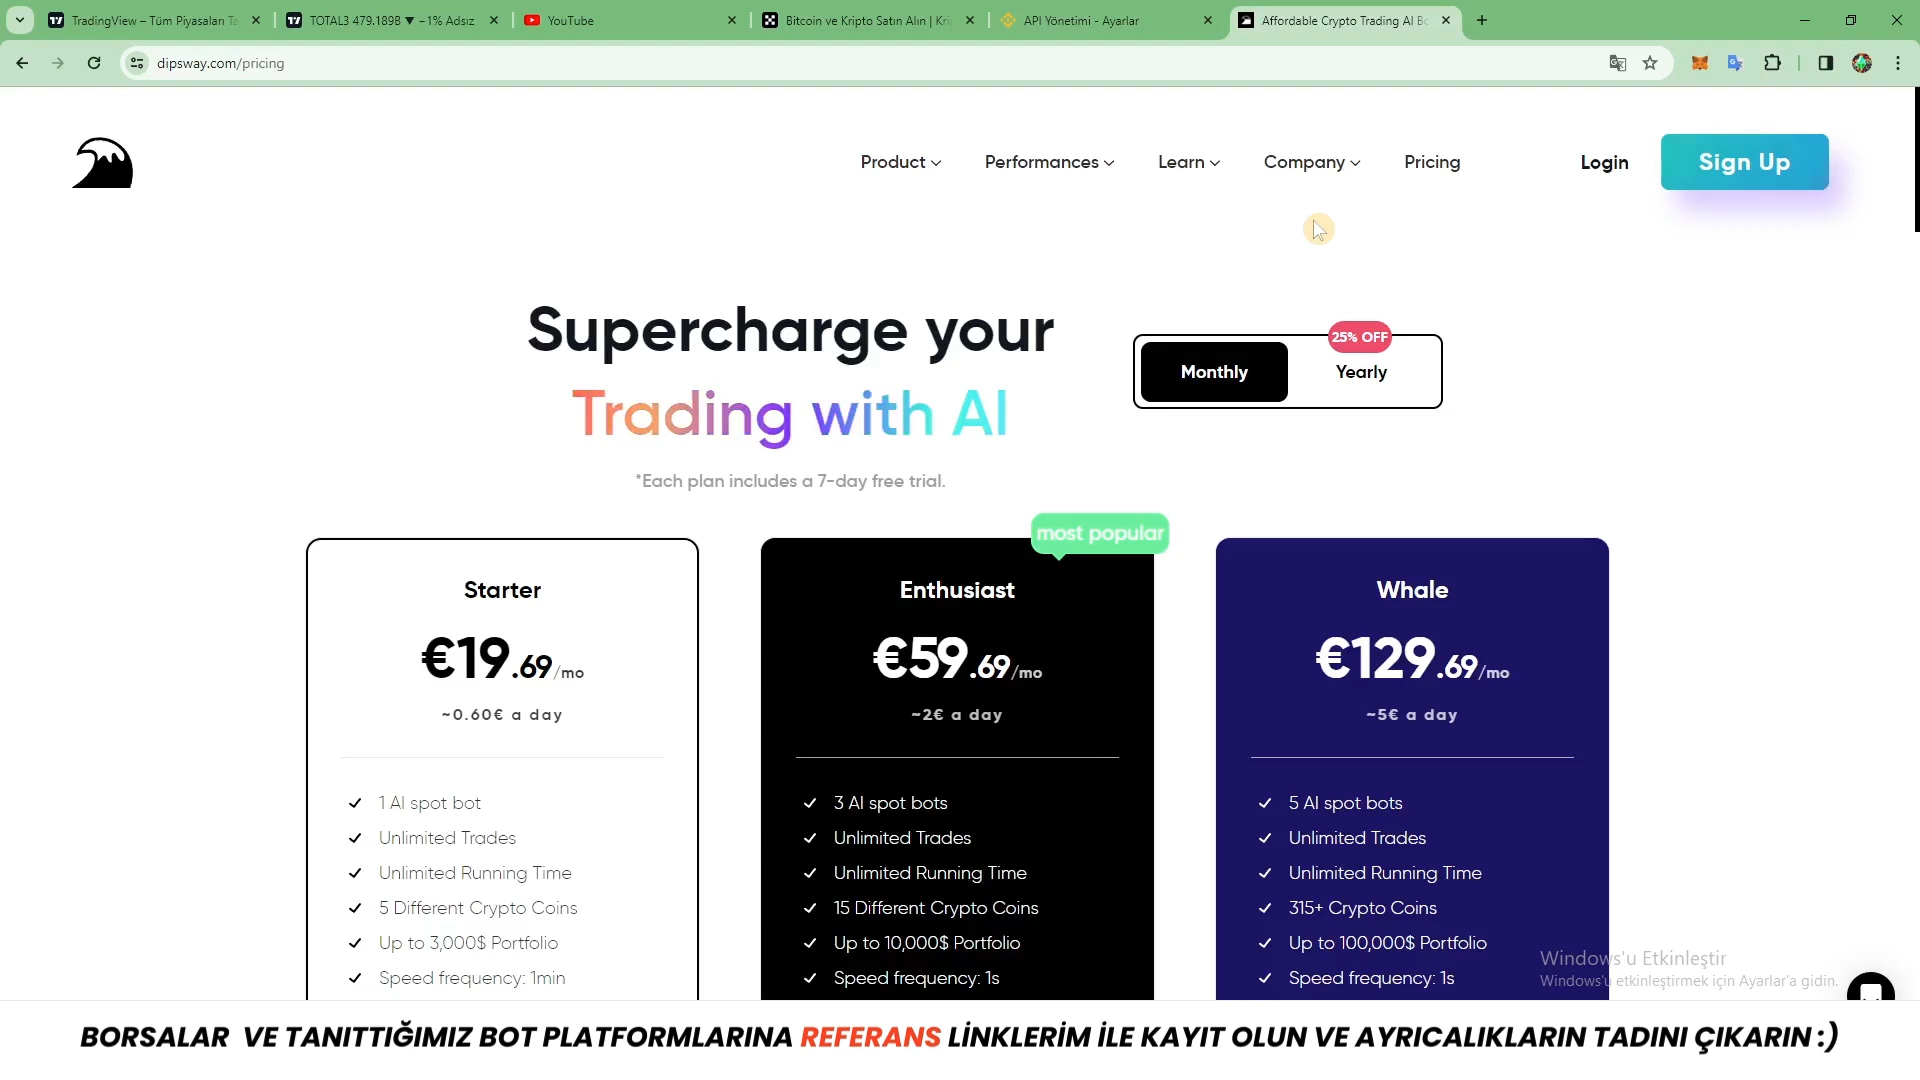 TradingView – Tüm Piyasaları Ta
TOTAL3 479.189B ▼ −1% Adsız
YouTube
Bitcoin ve Kripto Satın Alın | Kri
API Yönetimi - Ayarlar
Affordable Crypto Trading AI Bo
dipsway.com/pricing
Product
Performances
Learn
Company
Pricing
Login
Sign Up
Supercharge your
Trading with AI
*Each plan includes a 7-day free trial.
25% OFF
Monthly
Yearly
Starter
€19.69/mo
~0.60€ a day
1 AI spot bot
Unlimited Trades
Unlimited Running Time
5 Different Crypto Coins
Up to 3,000$ Portfolio
Speed frequency: 1min
most popular
Enthusiast
€59.69/mo
~2€ a day
3 AI spot bots
Unlimited Trades
Unlimited Running Time
15 Different Crypto Coins
Up to 10,000$ Portfolio
Speed frequency: 1s
Whale
€129.69/mo
~5€ a day
5 AI spot bots
Unlimited Trades
Unlimited Running Time
315+ Crypto Coins
Up to 100,000$ Portfolio
Speed frequency: 1s
Windows'u Etkinleştir
Windows'u etkinleştirmek için Ayarlar'a gidin.
BORSALAR VE TANITTIĞIMIZ BOT PLATFORMLARINA REFERANS LİNKLERİM İLE KAYIT OLUN VE AYRICALIKLARIN TADINI ÇIKARIN :)